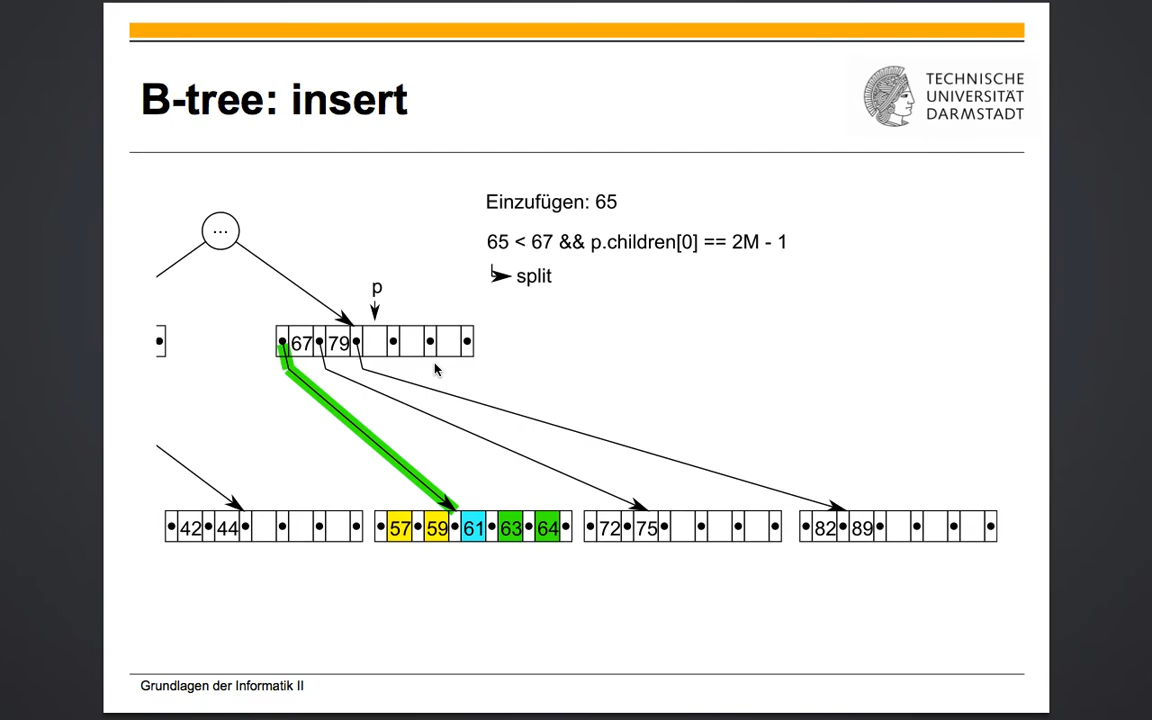 B-tree: insert
TECHNISCHE
UNIVERSITÄT
DARMSTADT
Einzufügen: 65
65 < 67 && p.children[0] == 2M - 1
split
...
p
67 79
42 44
57 59 61 63 64
72 75
82 89
Grundlagen der Informatik II